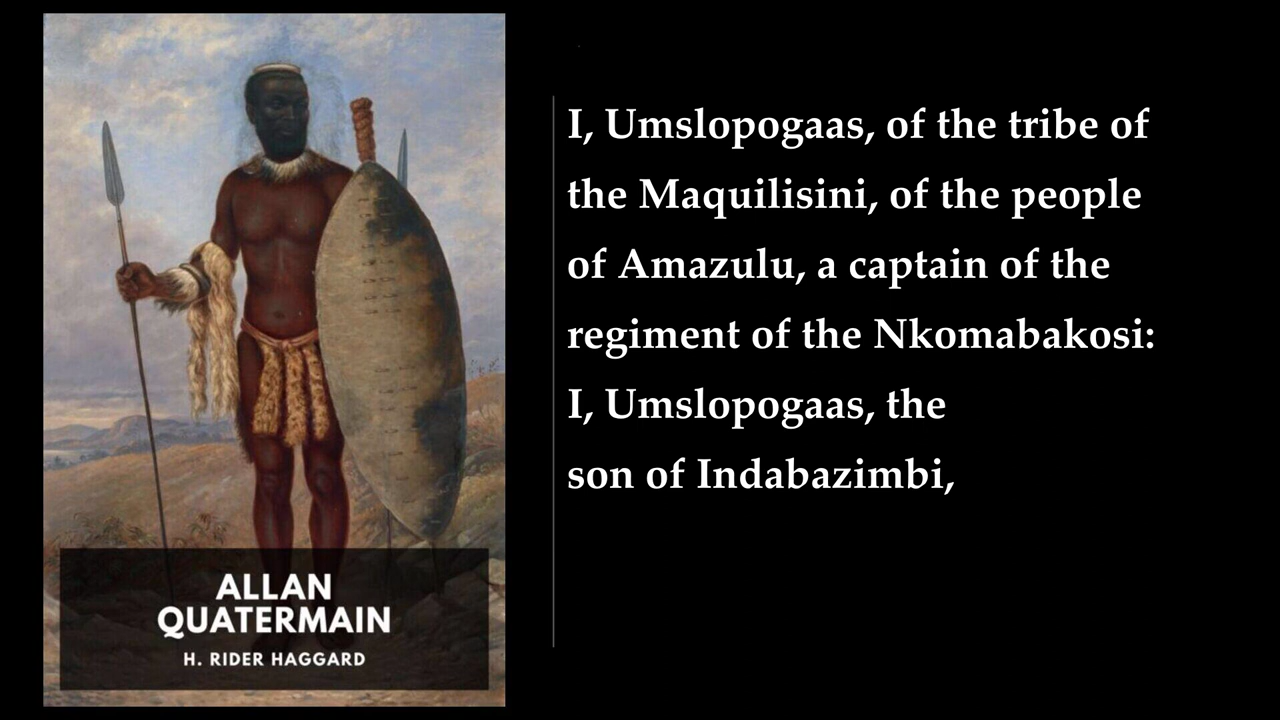 ALLAN
QUATERMAIN
H. RIDER HAGGARD
I, Umslopogaas, of the tribe of
the Maquilisini, of the people
of Amazulu, a captain of the
regiment of the Nkomabakosi:
I, Umslopogaas, the
son of Indabazimbi,